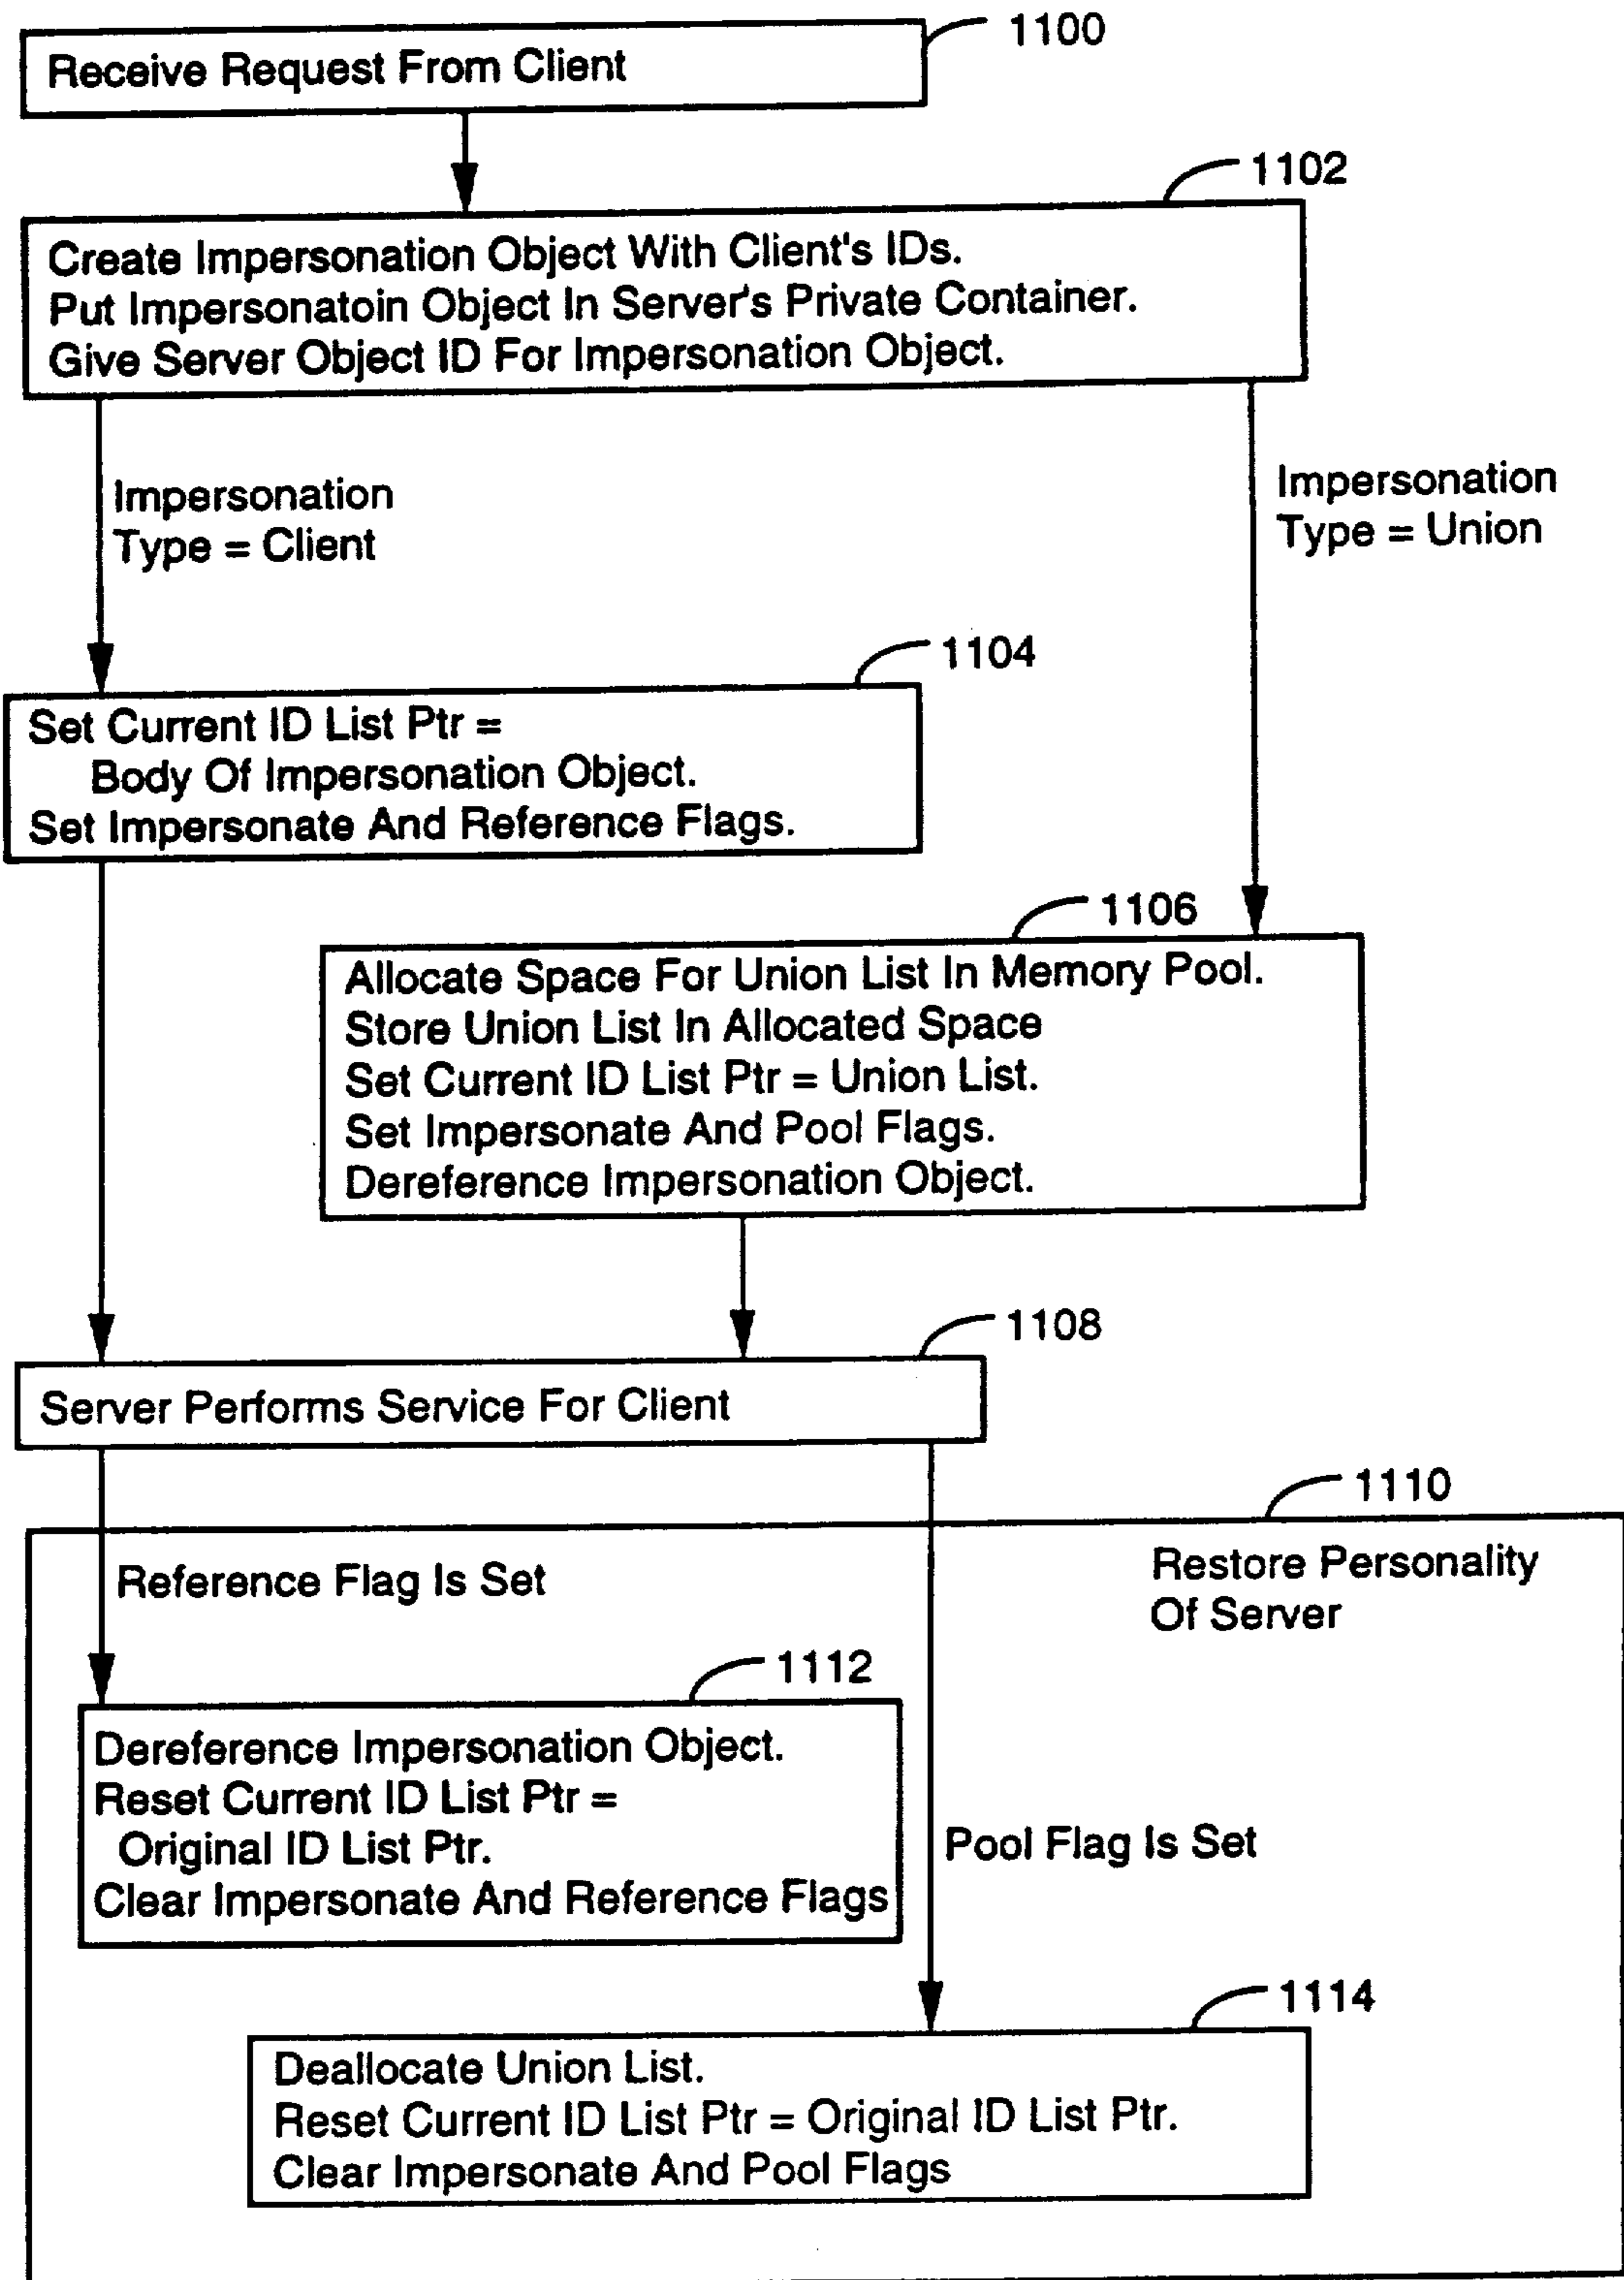 1100
Receive Request From Client
1102
Create Impersonation Object With Client's IDs.
Put Impersonatoin Object In Server's Private Container.
Give Server Object ID For Impersonation Object.
Impersonation
Type = Client
Impersonation
Type = Union
1104
Set Current ID List Ptr =
Body Of Impersonation Object.
Set Impersonate And Reference Flags.
1106
Allocate Space For Union List In Memory Pool.
Store Union List In Allocated Space
Set Current ID List Ptr = Union List.
Set Impersonate And Pool Flags.
Dereference Impersonation Object.
1108
Server Performs Service For Client
1110
Restore Personality
Of Server
Reference Flag Is Set
1112
Dereference Impersonation Object.
Reset Current ID List Ptr =
Original ID List Ptr.
Clear Impersonate And Reference Flags
Pool Flag Is Set
1114
Deallocate Union List.
Reset Current ID List Ptr = Original ID List Ptr.
Clear Impersonate And Pool Flags